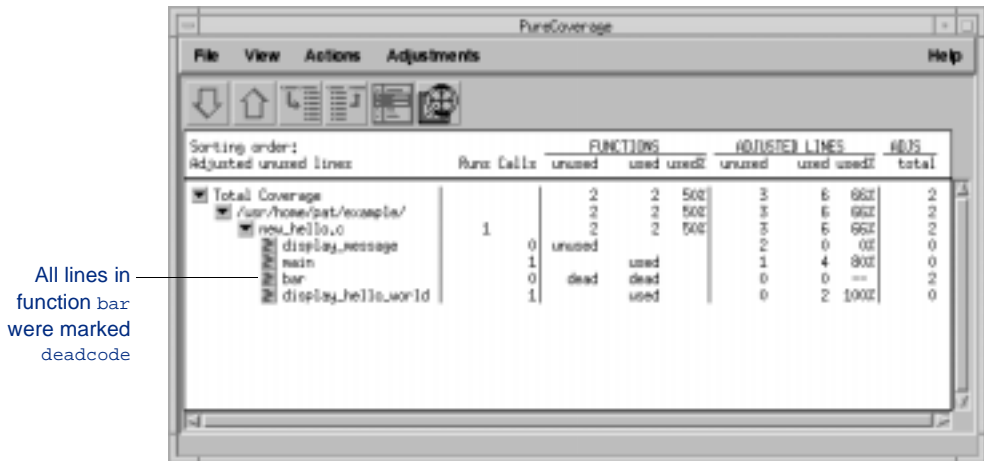 PureCoverage
File View Actions Adjustments Help
Sorting order:
Adjusted unused lines
FUNCTIONS ADJUSTED LINES ADJS
Runs Calls unused used used% unused used used% total
Total Coverage 2 2 50% 3 6 66% 2
/usr/home/pat/example/ 2 2 50% 3 6 66% 2
new_hello.c 1 2 2 50% 3 6 66% 2
display_message 0 unused 2 0 0% 0
main 1 used 1 4 80% 0
bar 0 dead dead 0 0 -- 2
display_hello_world 1 used 0 2 100% 0
All lines in
function bar
were marked
deadcode